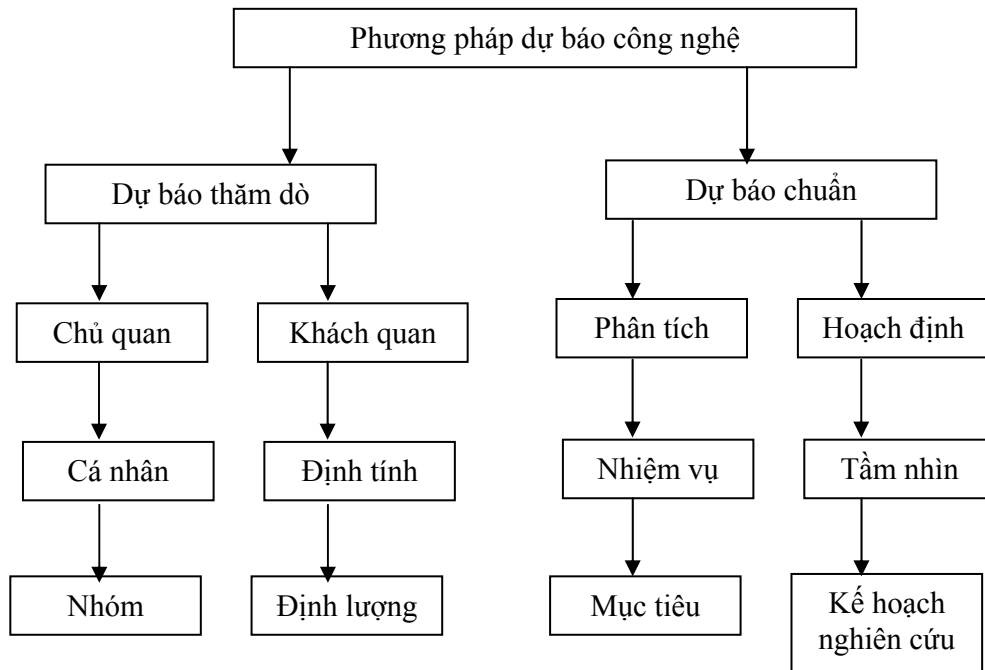 Phương pháp dự báo công nghệ
Dự báo thăm dò
Dự báo chuẩn
Chủ quan
Khách quan
Phân tích
Hoạch định
Cá nhân
Định tính
Nhiệm vụ
Tầm nhìn
Nhóm
Định lượng
Mục tiêu
Kế hoạch
nghiên cứu